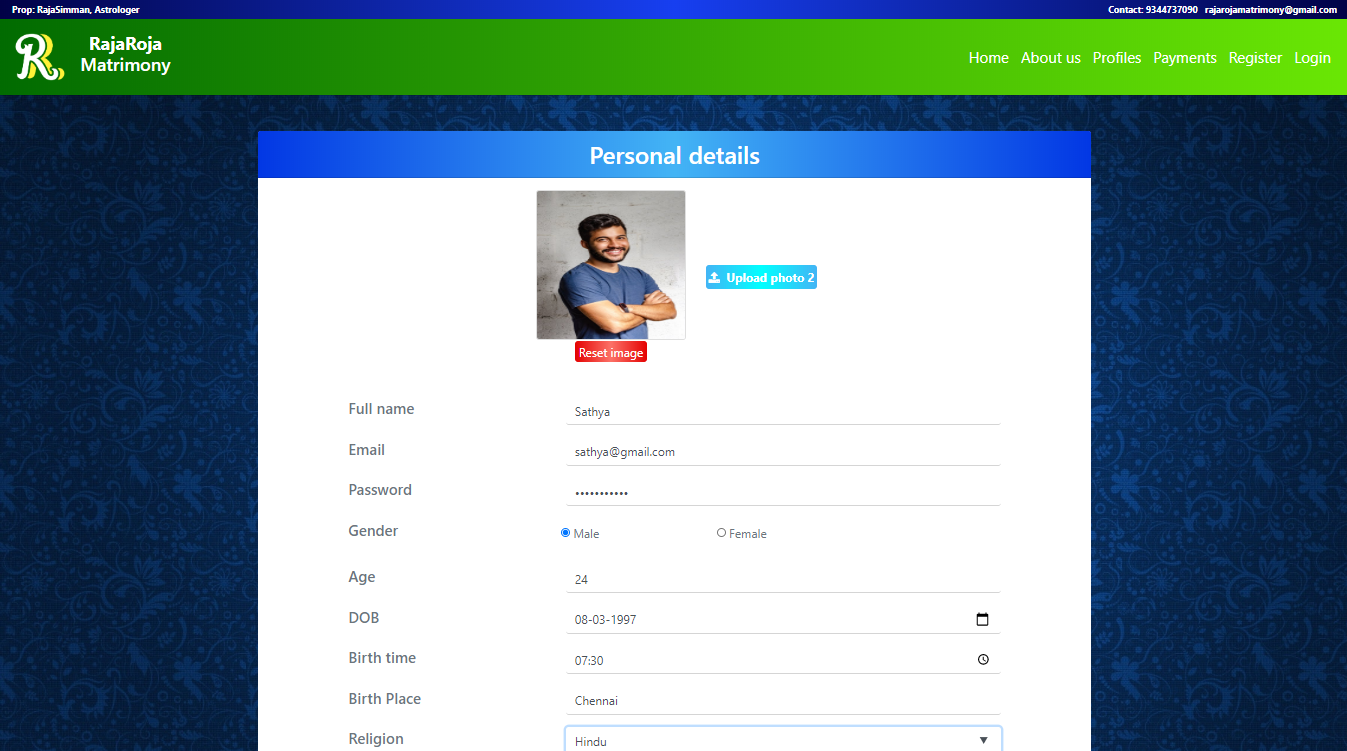 Prop: RajaSimman, Astrologer
Contact: 9344737090 rajarojamatrimony@gmail.com
R
RajaRoja
Matrimony
Home About us Profiles Payments Register Login
Personal details
Upload photo 2
Reset image
Full name Sathya
Email sathya@gmail.com
Password •••••••••••
Gender Male Female
Age 24
DOB 08-03-1997
Birth time 07:30
Birth Place Chennai
Religion Hindu